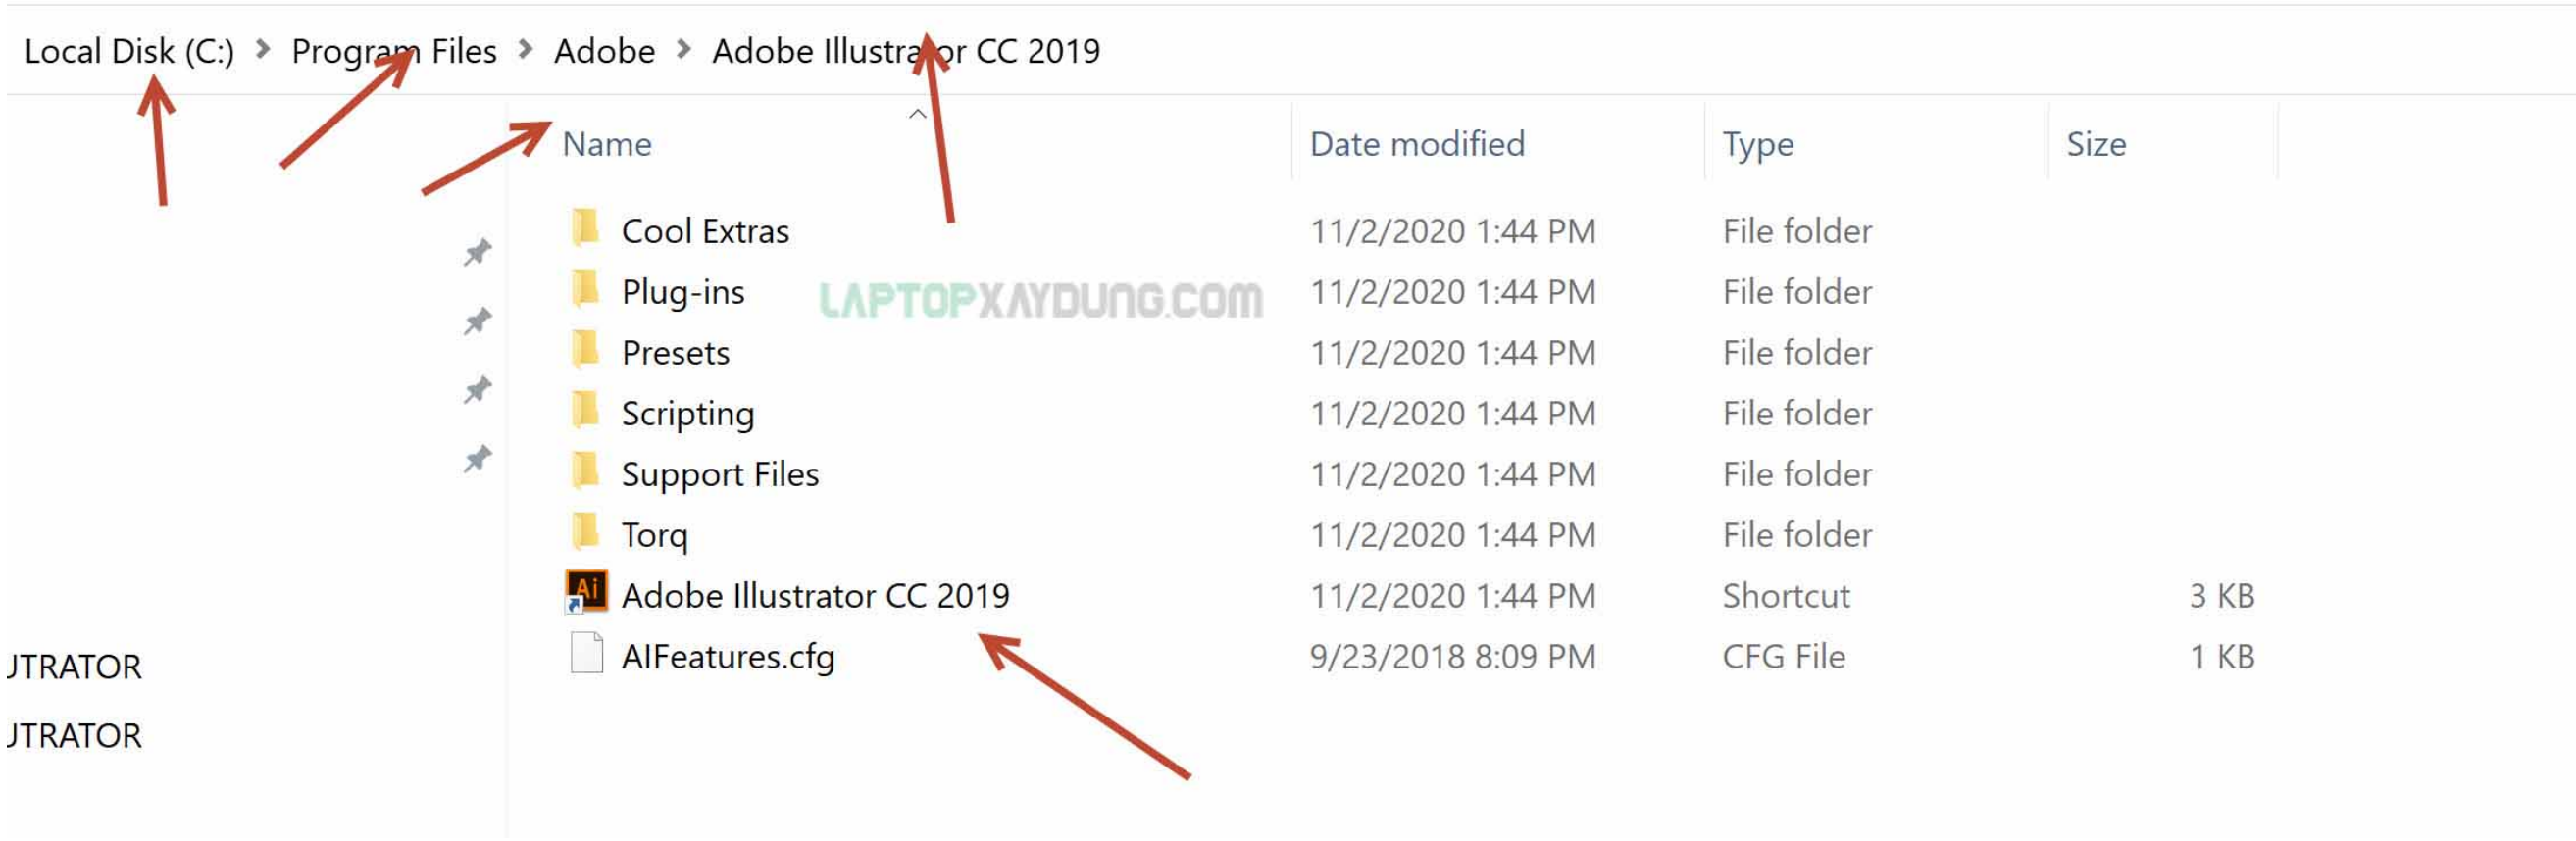 Local Disk (C:) > Program Files > Adobe > Adobe Illustrator CC 2019
Name Date modified Type Size
Cool Extras 11/2/2020 1:44 PM File folder
Plug-ins 11/2/2020 1:44 PM File folder
LAPTOPXAYDUNG.COM
Presets 11/2/2020 1:44 PM File folder
Scripting 11/2/2020 1:44 PM File folder
Support Files 11/2/2020 1:44 PM File folder
Torq 11/2/2020 1:44 PM File folder
Ai Adobe Illustrator CC 2019 11/2/2020 1:44 PM Shortcut 3 KB
AIFeatures.cfg 9/23/2018 8:09 PM CFG File 1 KB
UTRATOR
UTRATOR